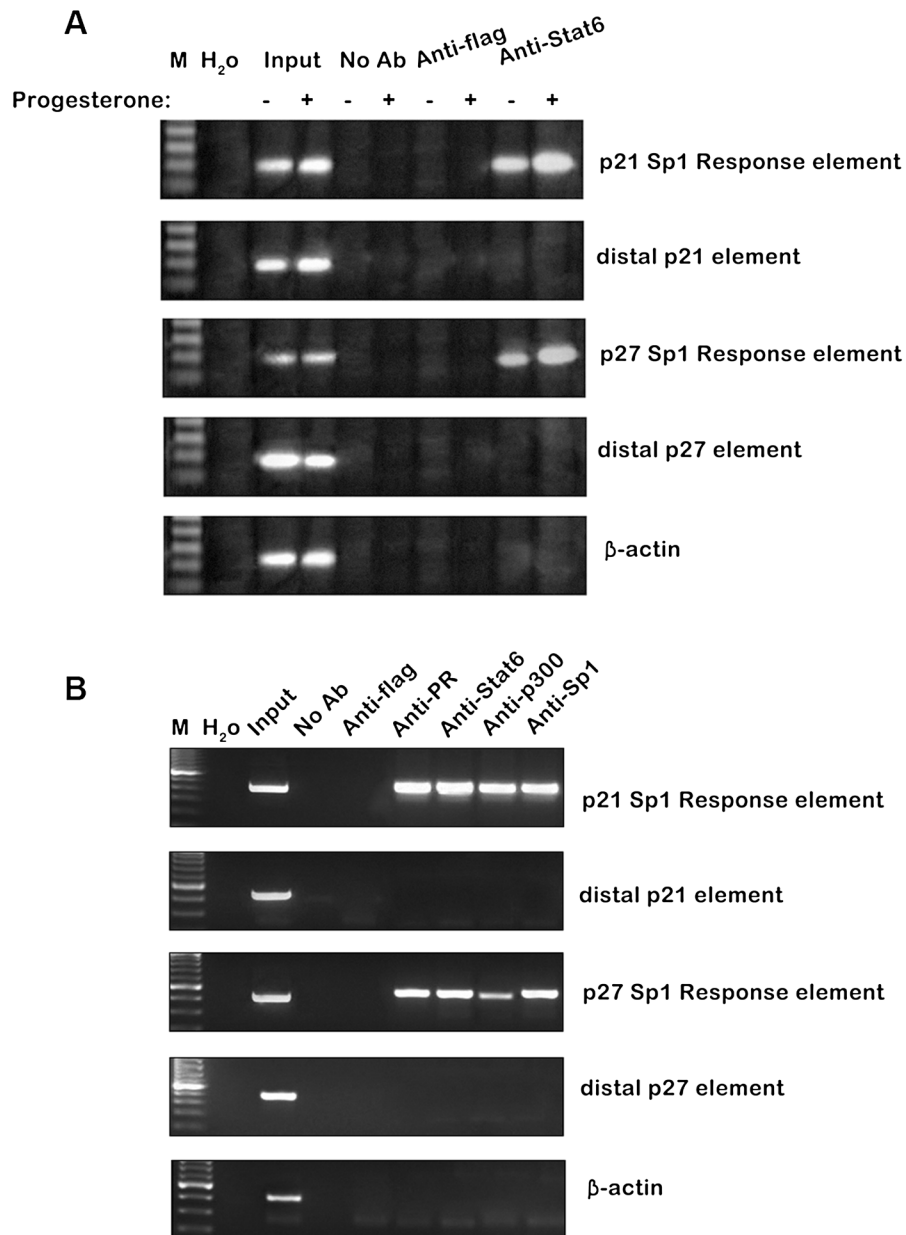 A
M H₂o Input No Ab Anti-flag Anti-Stat6
Progesterone: - + - + - + - +
p21 Sp1 Response element
distal p21 element
p27 Sp1 Response element
distal p27 element
β-actin
B
M H₂o Input No Ab Anti-flag Anti-PR Anti-Stat6 Anti-p300 Anti-Sp1
p21 Sp1 Response element
distal p21 element
p27 Sp1 Response element
distal p27 element
β-actin